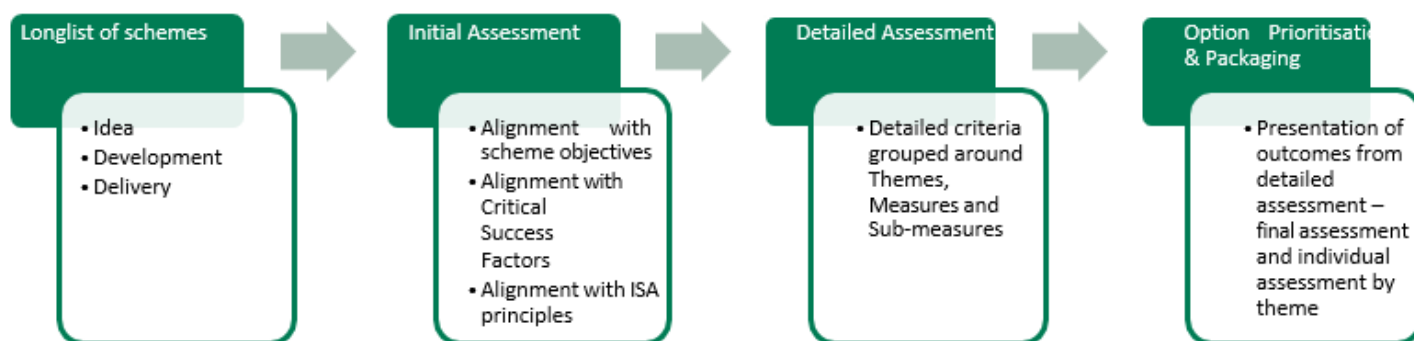 Longlist of schemes
• Idea
• Development
• Delivery
Initial Assessment
• Alignment with
scheme objectives
• Alignment with
Critical
Success
Factors
• Alignment with ISA
principles
Detailed Assessment
• Detailed criteria
grouped around
Themes,
Measures and
Sub-measures
Option Prioritisatio
& Packaging
• Presentation of
outcomes from
detailed
assessment –
final assessment
and individual
assessment by
theme